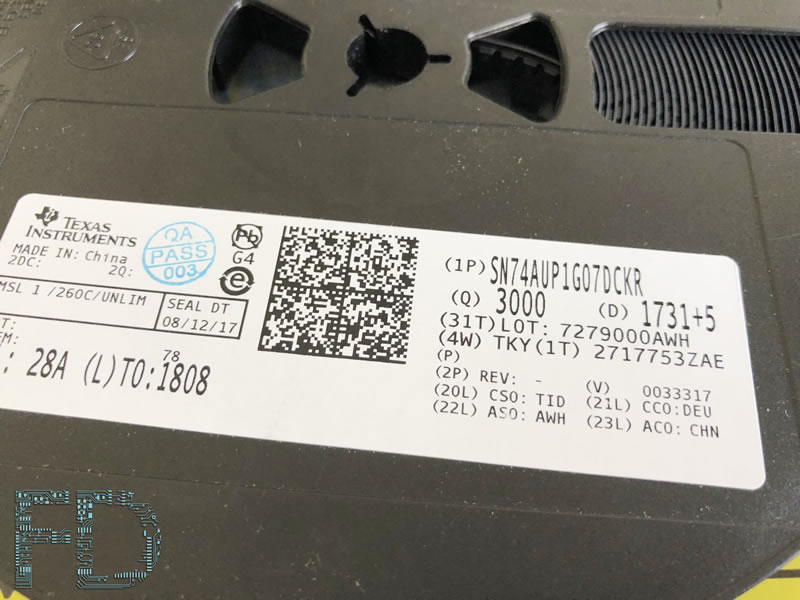 TEXAS
INSTRUMENTS
MADE IN: China
2DC: 2Q:
QA
PASS
003
Pb
G4
e
MSL 1 /260C/UNLIM
SEAL DT
08/12/17
T:
EM:
78
: 28A (L)TO:1808
(1P) SN74AUP1G07DCKR
(Q) 3000 (D) 1731+5
(31T)LOT: 7279000AWH
(4W) TKY(1T) 2717753ZAE
(P)
(2P) REV: - (V) 0033317
(20L) CSO: TID (21L) CCO:DEU
(22L) ASO: AWH (23L) ACO: CHN
FD